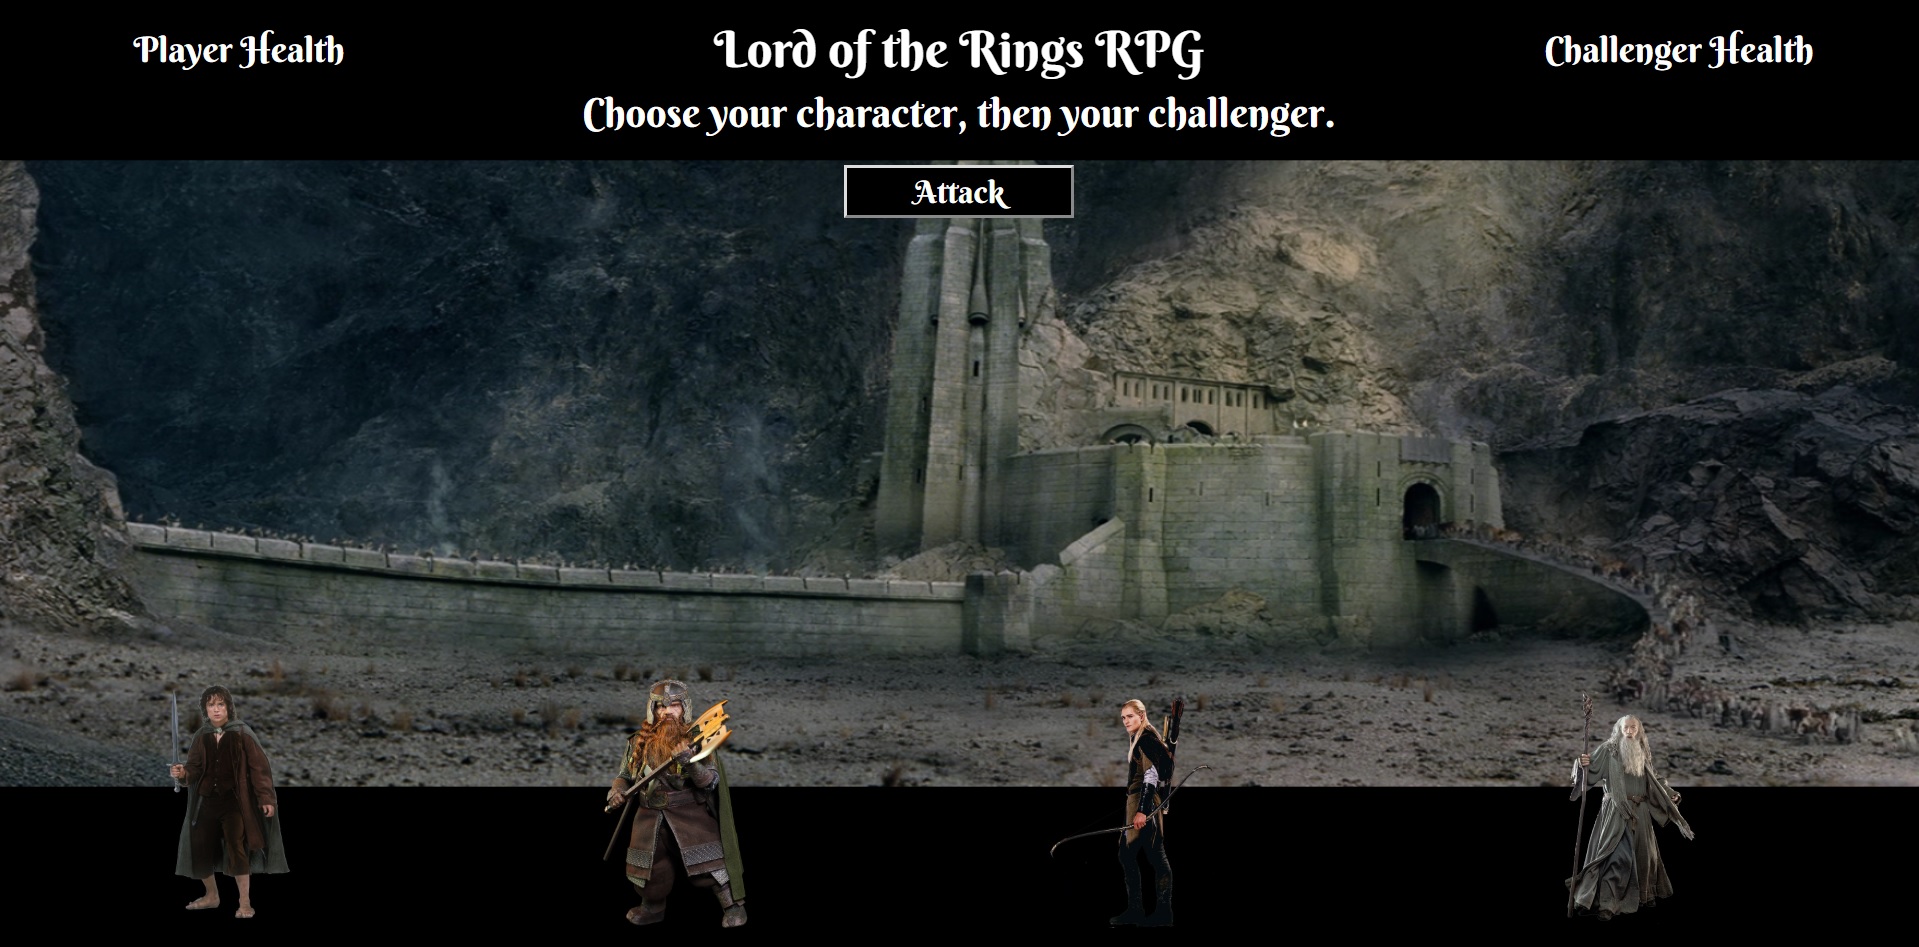 Player Health
Lord of the Rings RPG
Challenger Health
Choose your character, then your challenger.
Attack